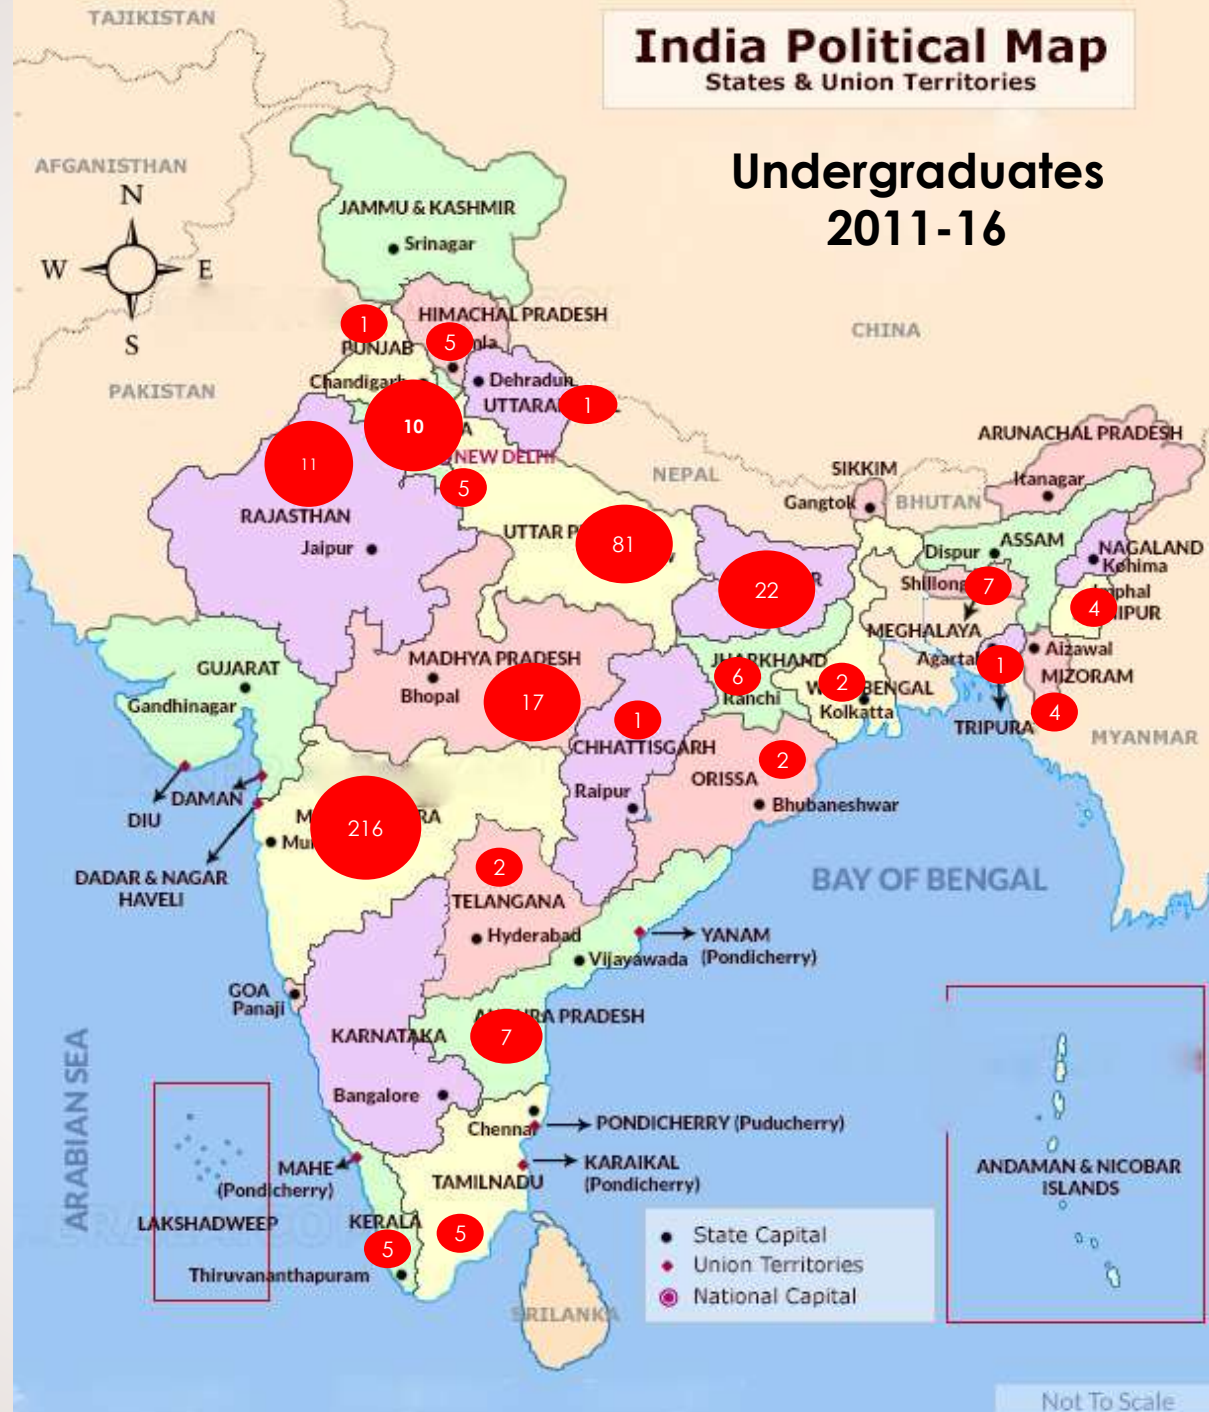 TAJIKISTAN
India Political Map
States & Union Territories
AFGANISTHAN
Undergraduates
2011-16
N
W
E
S
JAMMU & KASHMIR
Srinagar
HIMACHAL PRADESH
1
5
PUNJAB
CHINA
PAKISTAN
Chandigarh
Dehradun
1
10
ARUNACHAL PRADESH
NEW DELHI
11
NEPAL
SIKKIM
Itanagar
5
Gangtok
BHUTAN
RAJASTHAN
UTTAR
81
ASSAM
Jaipur
Dispur
NAGALAND
Kohima
22
Shillong
7
4
MEGHALAYA
GUJARAT
MADHYA PRADESH
JHARKHAND
Agartala
1
Aizawal
Bhopal
6
2
BENGAL
MIZORAM
Gandhinagar
17
Ranchi
Kolkatta
1
4
TRIPURA
MYANMAR
CHHATTISGARH
2
ORISSA
DAMAN
Raipur
Bhubaneshwar
DIU
216
2
DADAR & NAGAR
HAVELI
BAY OF BENGAL
TELANGANA
Hyderabad
YANAM
Vijayawada
(Pondicherry)
GOA
Panaji
PRADESH
KARNATAKA
7
ARABIAN SEA
Bangalore
Chennai
PONDICHERRY (Puducherry)
MAHE
(Pondicherry)
KARAIKAL
(Pondicherry)
TAMILNADU
ANDAMAN & NICOBAR
ISLANDS
LAKSHADWEEP
KERALA
5
5
State Capital
Union Territories
National Capital
Thiruvananthapuram
SRILANKA
Not To Scale